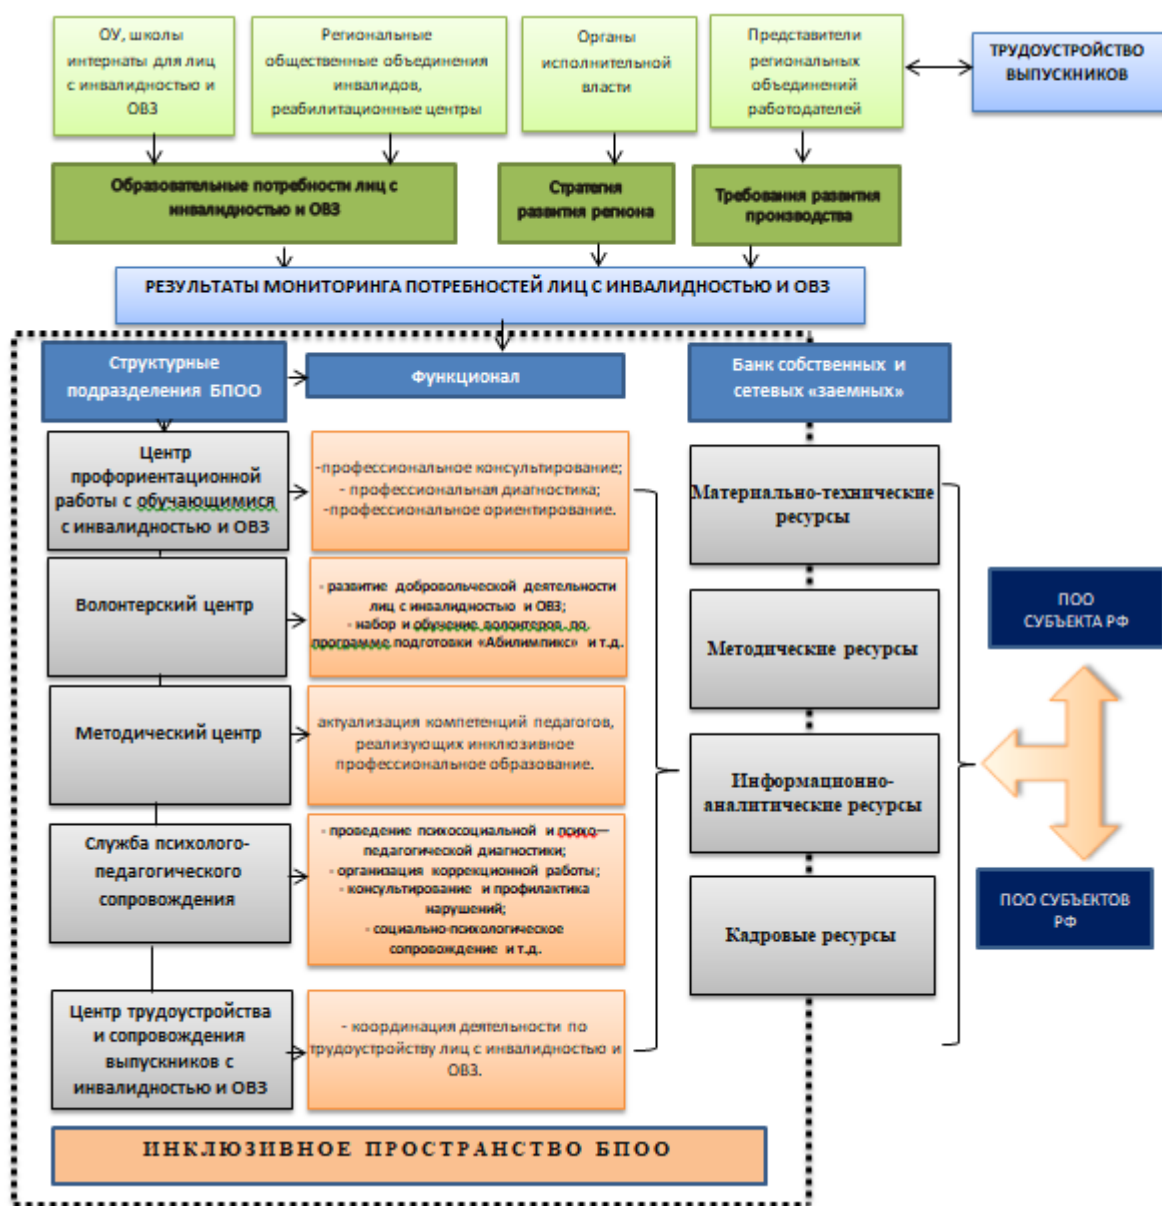 ОУ, школы
интернаты для лиц
с инвалидностью и
ОВЗ
Региональные
общественные объединения
инвалидов,
реабилитационные центры
Органы
исполнительной
власти
Представители
региональных
объединений
работодателей
ТРУДОУСТРОЙСТВО
ВЫПУСКНИКОВ
Образовательные потребности лиц с
инвалидностью и ОВЗ
Стратегия
развития региона
Требования развития
производства
РЕЗУЛЬТАТЫ МОНИТОРИНГА ПОТРЕБНОСТЕЙ ЛИЦ С ИНВАЛИДНОСТЬЮ И ОВЗ
Структурные
подразделения БПОО
Функционал
Банк собственных и
сетевых «заемных»
Центр
профориентационной
работы с обучающимися
с инвалидностью и ОВЗ
-профессиональное консультирование;
- профессиональная диагностика;
-профессиональное ориентирование.
Волонтерский центр
- развитие добровольческой деятельности
лиц с инвалидностью и ОВЗ;
- набор и обучение волонтеров по
программе подготовки «Абилимпикс» и т.д.
Методический центр
актуализация компетенций педагогов,
реализующих инклюзивное
профессиональное образование.
Служба психолого-
педагогического
сопровождения
- проведение психосоциальной и психо—
педагогической диагностики;
- организация коррекционной работы;
- консультирование и профилактика
нарушений;
- социально-психологическое
сопровождение и т.д.
Центр трудоустройства
и сопровождения
выпускников с
инвалидностью и ОВЗ
- координация деятельности по
трудоустройству лиц с инвалидностью и
ОВЗ.
Материально-технические
ресурсы
Методические ресурсы
Информационно-
аналитические ресурсы
Кадровые ресурсы
ПОО
СУБЪЕКТА РФ
ПОО СУБЪЕКТОВ
РФ
ИНКЛЮЗИВНОЕ ПРОСТРАНСТВО БПОО